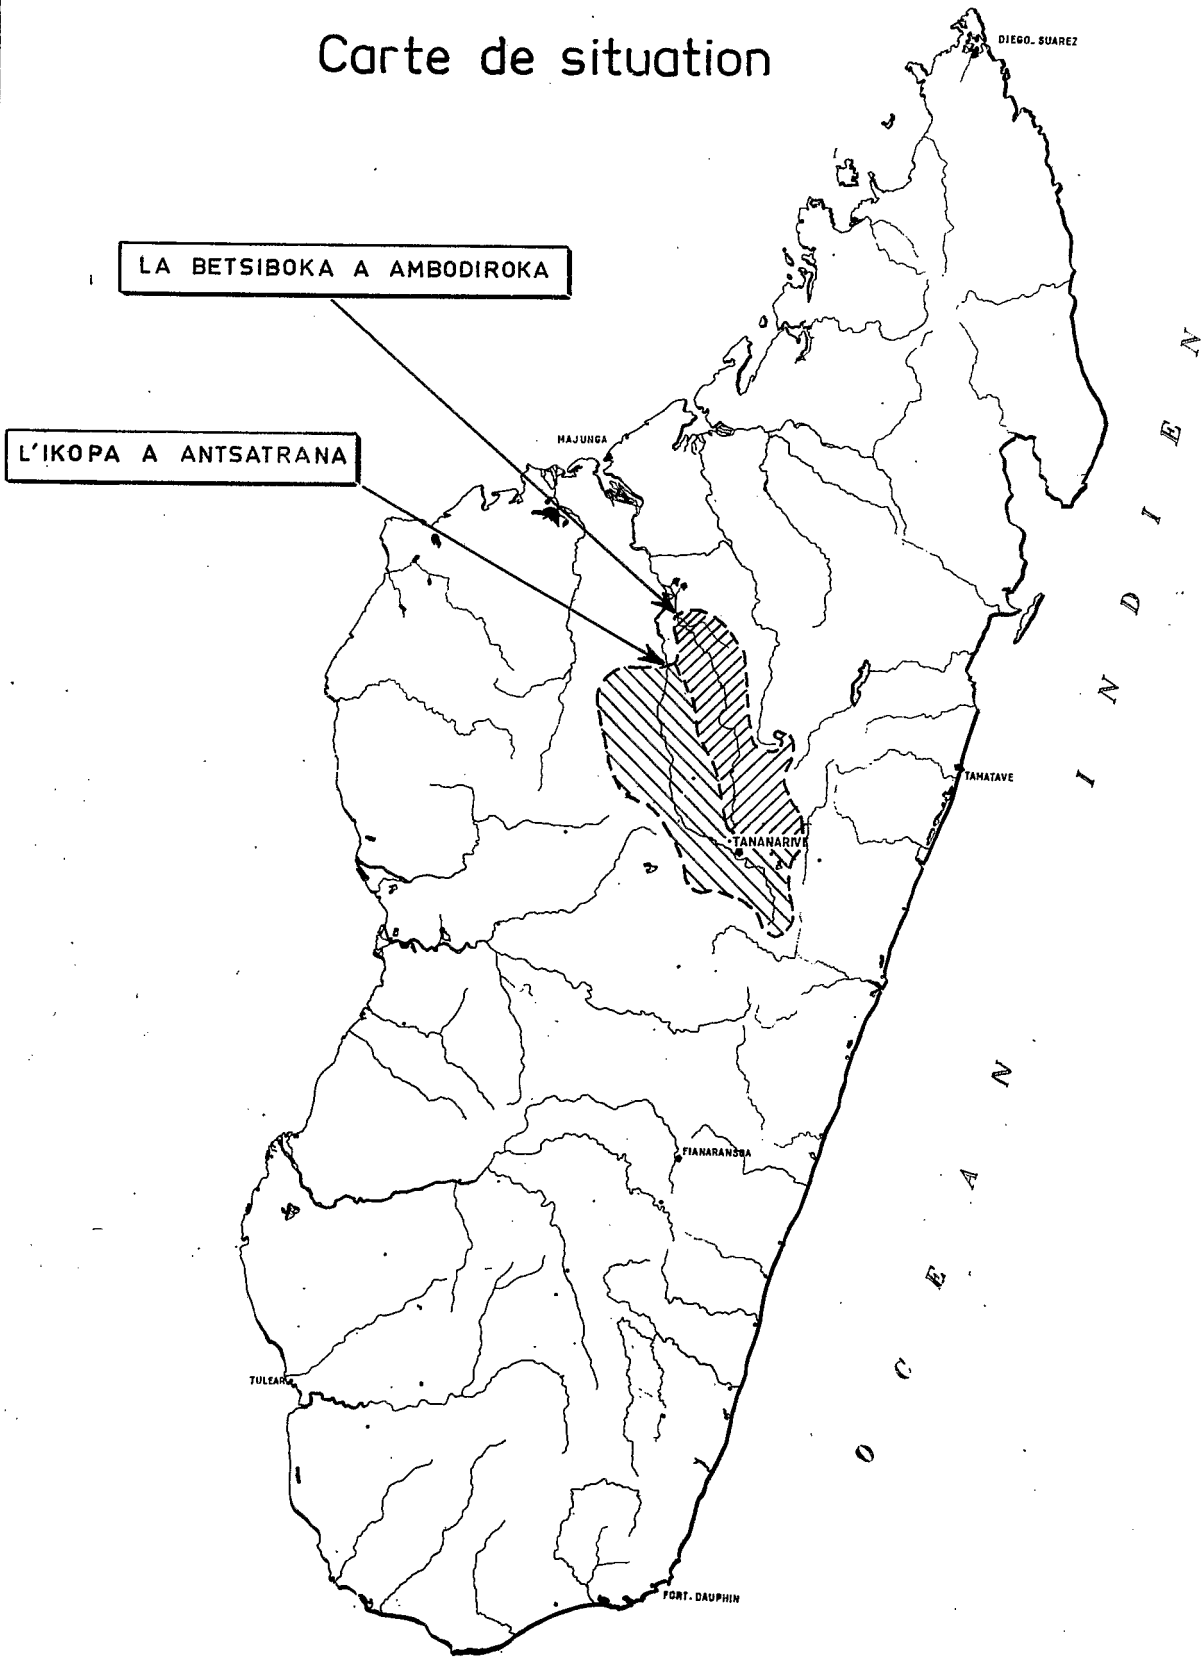 Carte de situation
DIEGO_SUAREZ
LA BETSIBOKA A AMBODIROKA
L'IKOPA A ANTSATRANA
MAJUNGA
TAMATAVE
TANANARIVE
FIANARANSOA
TULEAR
FORT.DAUPHIN
OCEAN INDIEN